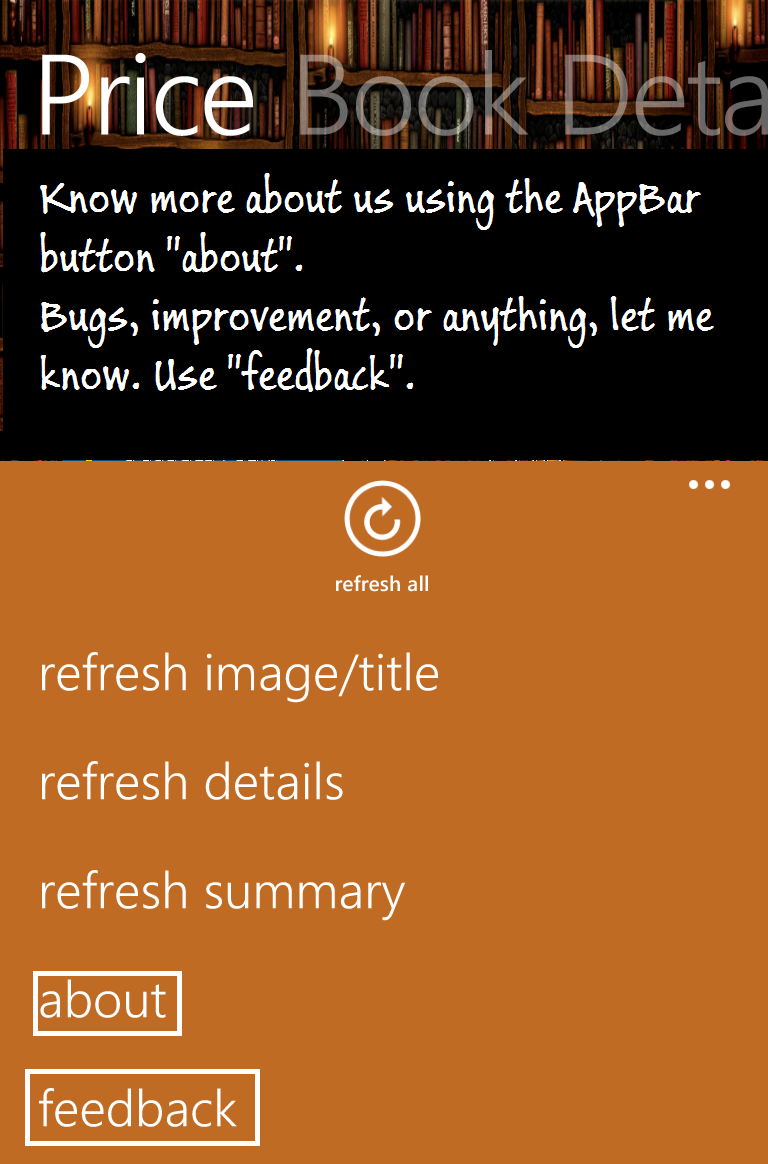 Price Book Deta
Know more about us using the AppBar
button "about".
Bugs, improvement, or anything, let me
know. Use "feedback".
refresh all
refresh image/title
refresh details
refresh summary
about
feedback